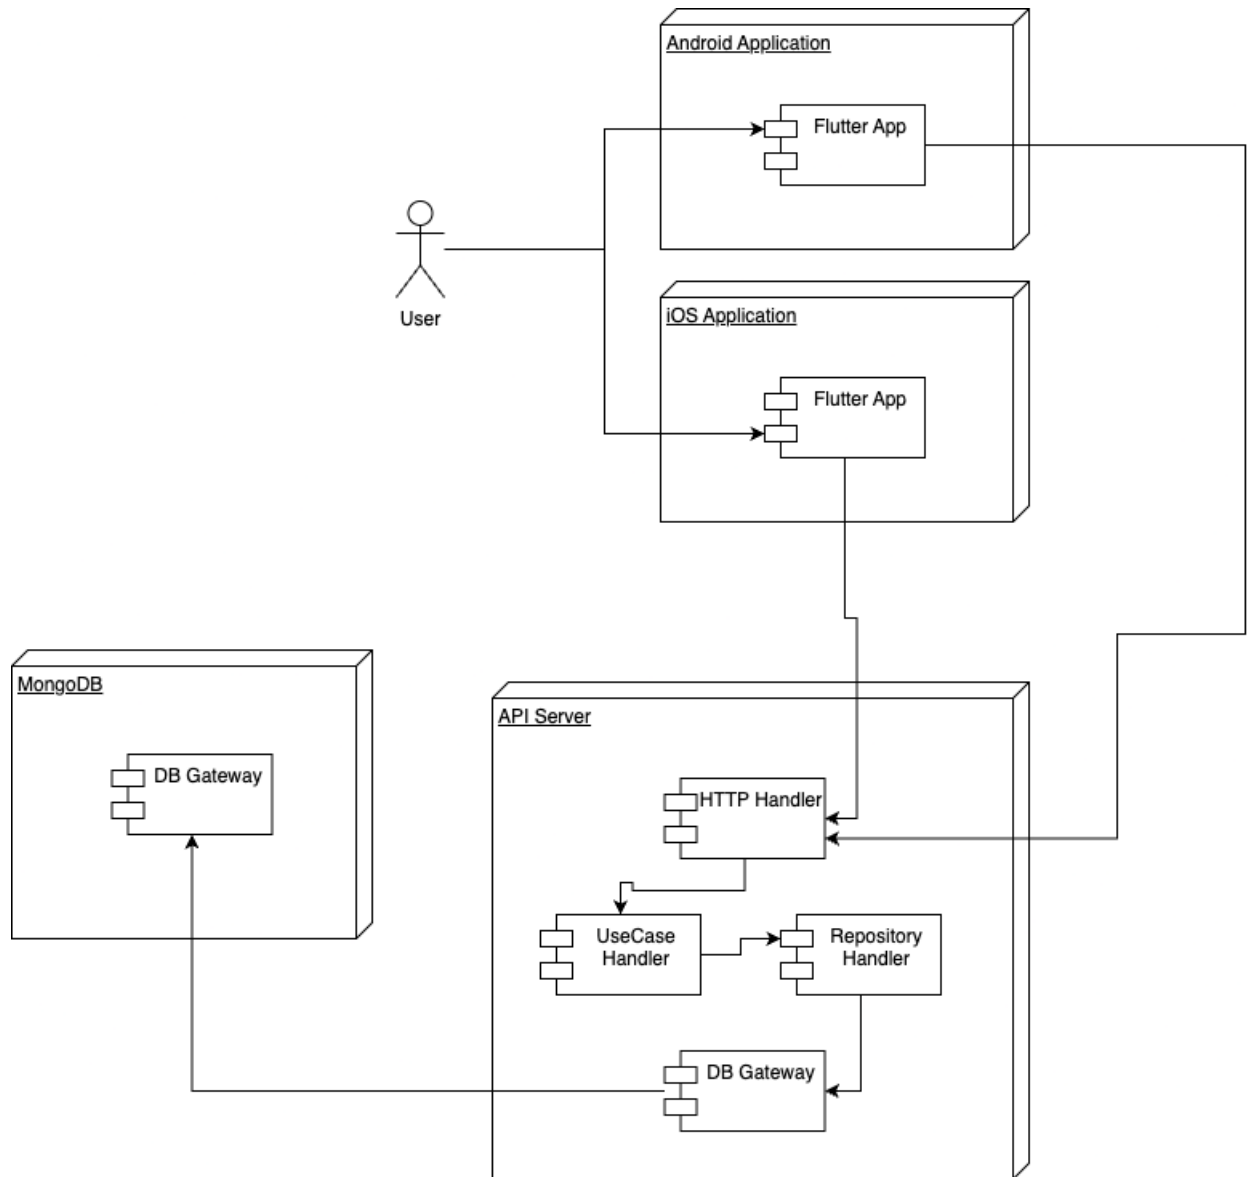 Android Application
Flutter App
User
iOS Application
Flutter App
MongoDB
DB Gateway
API Server
HTTP Handler
UseCase
Handler
Repository
Handler
DB Gateway